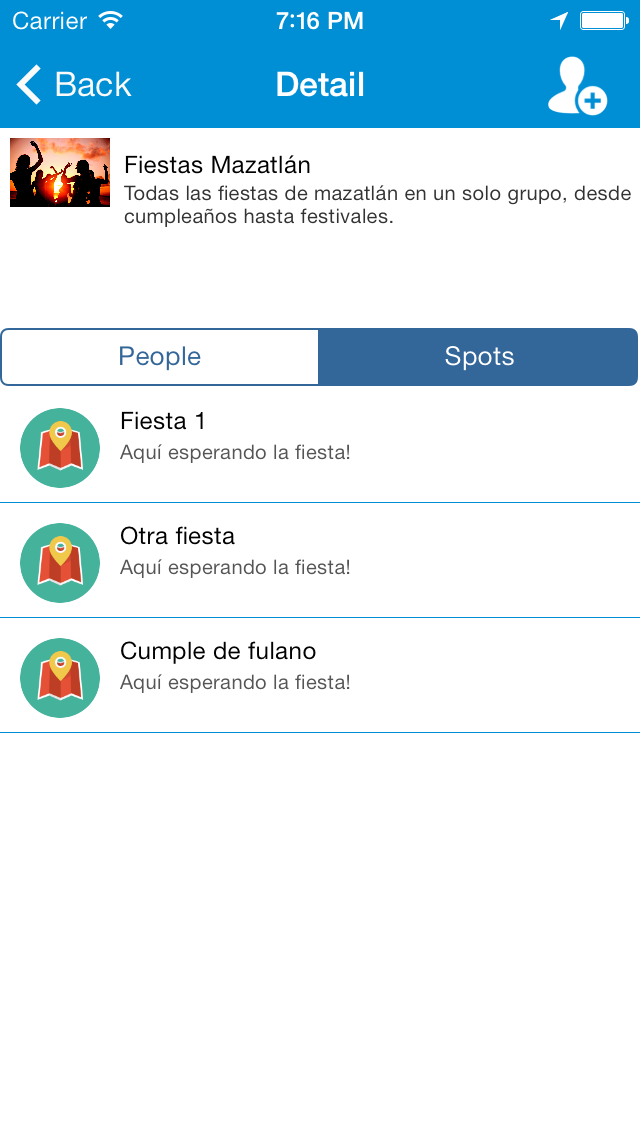 Carrier 7:16 PM
Back Detail
Fiestas Mazatlán
Todas las fiestas de mazatlán en un solo grupo, desde
cumpleaños hasta festivales.
People Spots
Fiesta 1
Aquí esperando la fiesta!
Otra fiesta
Aquí esperando la fiesta!
Cumple de fulano
Aquí esperando la fiesta!